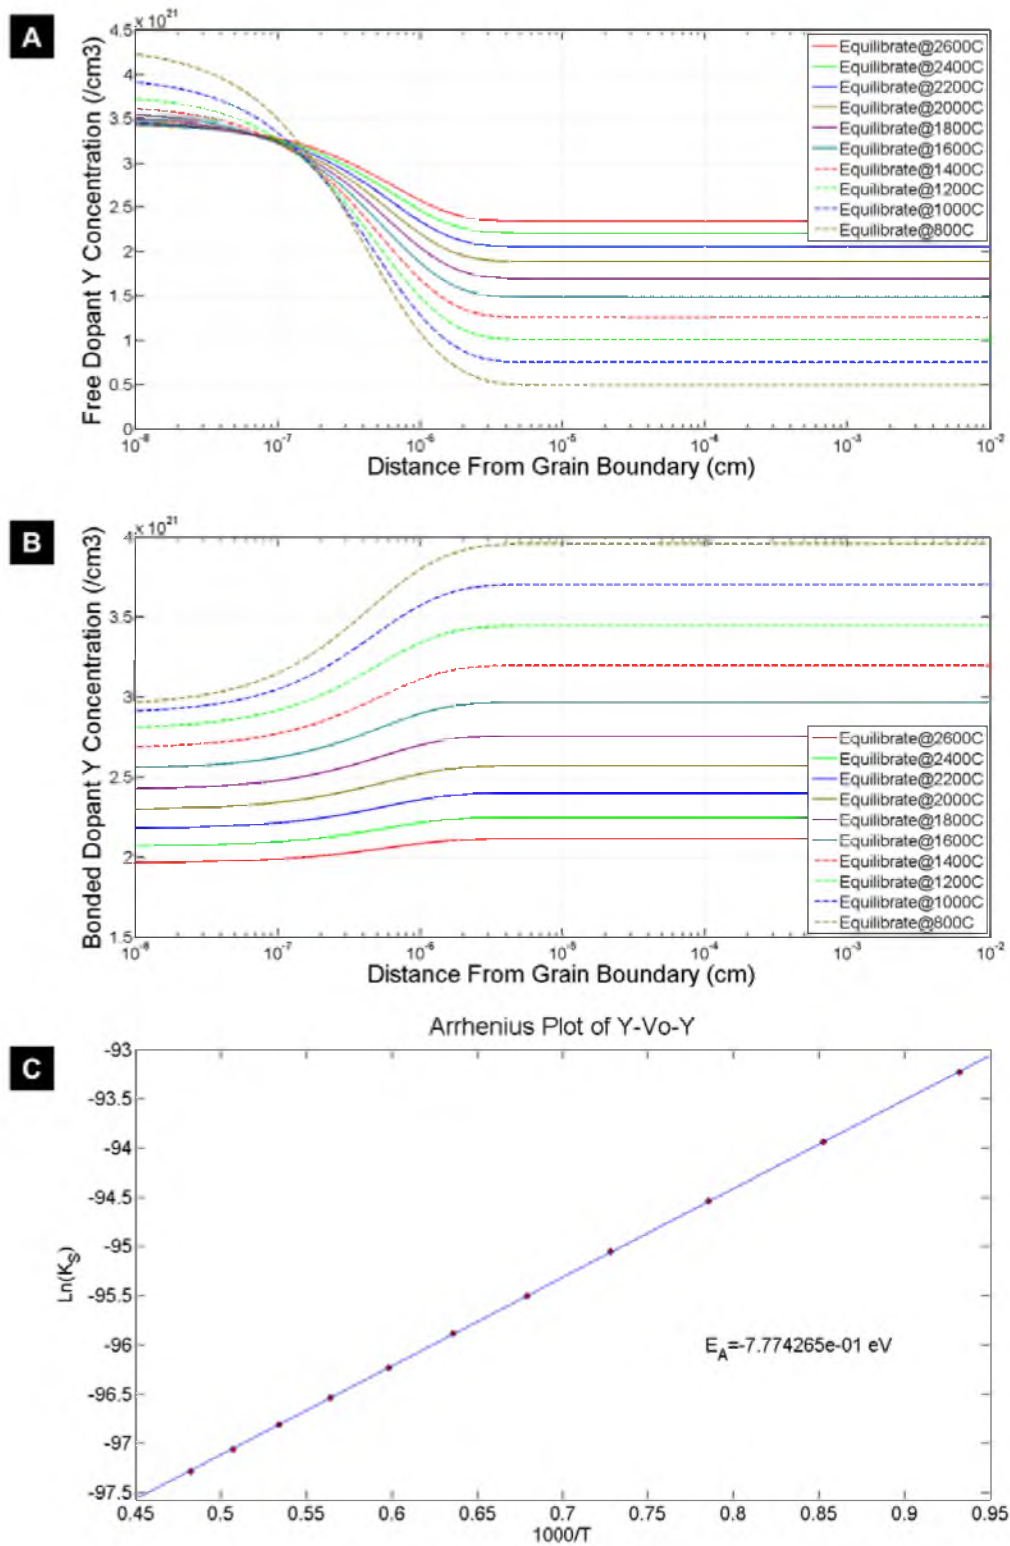 A
× 10^21
4.5
4
3.5
3
2.5
2
1.5
1
0.5
0
Free Dopant Y Concentration (/cm3)
Equilibrate@2600C
Equilibrate@2400C
Equilibrate@2200C
Equilibrate@2000C
Equilibrate@1800C
Equilibrate@1600C
Equilibrate@1400C
Equilibrate@1200C
Equilibrate@1000C
Equilibrate@800C
10^-8 10^-7 10^-6 10^-5 10^-4 10^-3 10^-2
Distance From Grain Boundary (cm)
B
× 10^21
4
3.5
3
2.5
2
1.5
Bonded Dopant Y Concentration (/cm3)
Equilibrate@2600C
Equilibrate@2400C
Equilibrate@2200C
Equilibrate@2000C
Equilibrate@1800C
Equilibrate@1600C
Equilibrate@1400C
Equilibrate@1200C
Equilibrate@1000C
Equilibrate@800C
10^-8 10^-7 10^-6 10^-5 10^-4 10^-3 10^-2
Distance From Grain Boundary (cm)
Arrhenius Plot of Y-Vo-Y
C
-93
-93.5
-94
-94.5
-95
-95.5
-96
-96.5
-97
-97.5
Ln(K_S)
E_A=-7.774265e-01 eV
0.45 0.5 0.55 0.6 0.65 0.7 0.75 0.8 0.85 0.9 0.95
1000/T